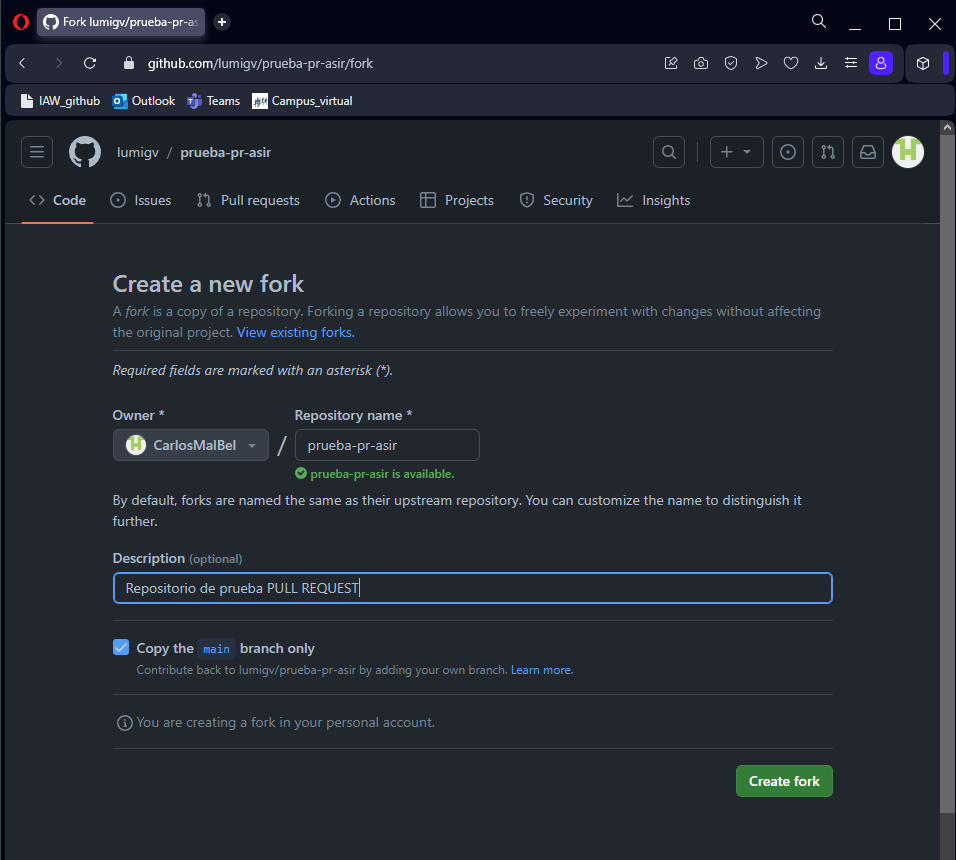 Fork lumigv/prueba-pr-as
github.com/lumigv/prueba-pr-asir/fork
IAW_github Outlook Teams Campus_virtual
lumigv / prueba-pr-asir
Code Issues Pull requests Actions Projects Security Insights
Create a new fork
A fork is a copy of a repository. Forking a repository allows you to freely experiment with changes without affecting
the original project. View existing forks.
Required fields are marked with an asterisk (*).
Owner * Repository name *
CarlosMalBel / prueba-pr-asir
prueba-pr-asir is available.
By default, forks are named the same as their upstream repository. You can customize the name to distinguish it
further.
Description (optional)
Repositorio de prueba PULL REQUEST
Copy the main branch only
Contribute back to lumigv/prueba-pr-asir by adding your own branch. Learn more.
You are creating a fork in your personal account.
Create fork